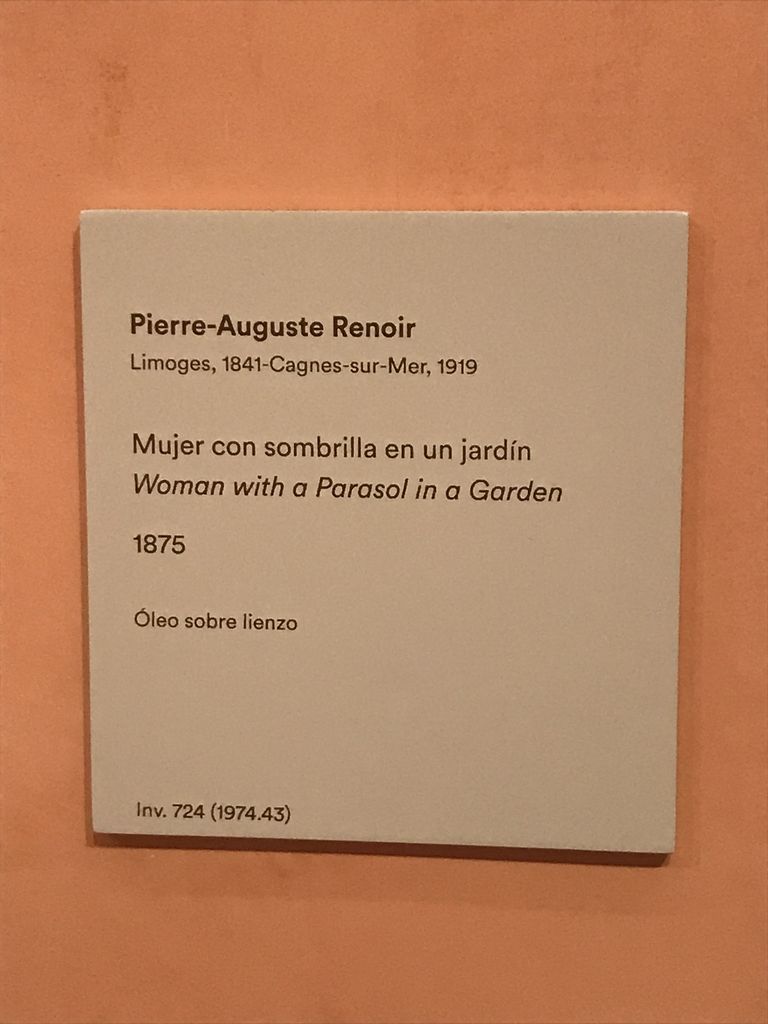 Pierre-Auguste Renoir
Limoges, 1841-Cagnes-sur-Mer, 1919
Mujer con sombrilla en un jardín
Woman with a Parasol in a Garden
1875
Óleo sobre lienzo
Inv. 724 (1974.43)